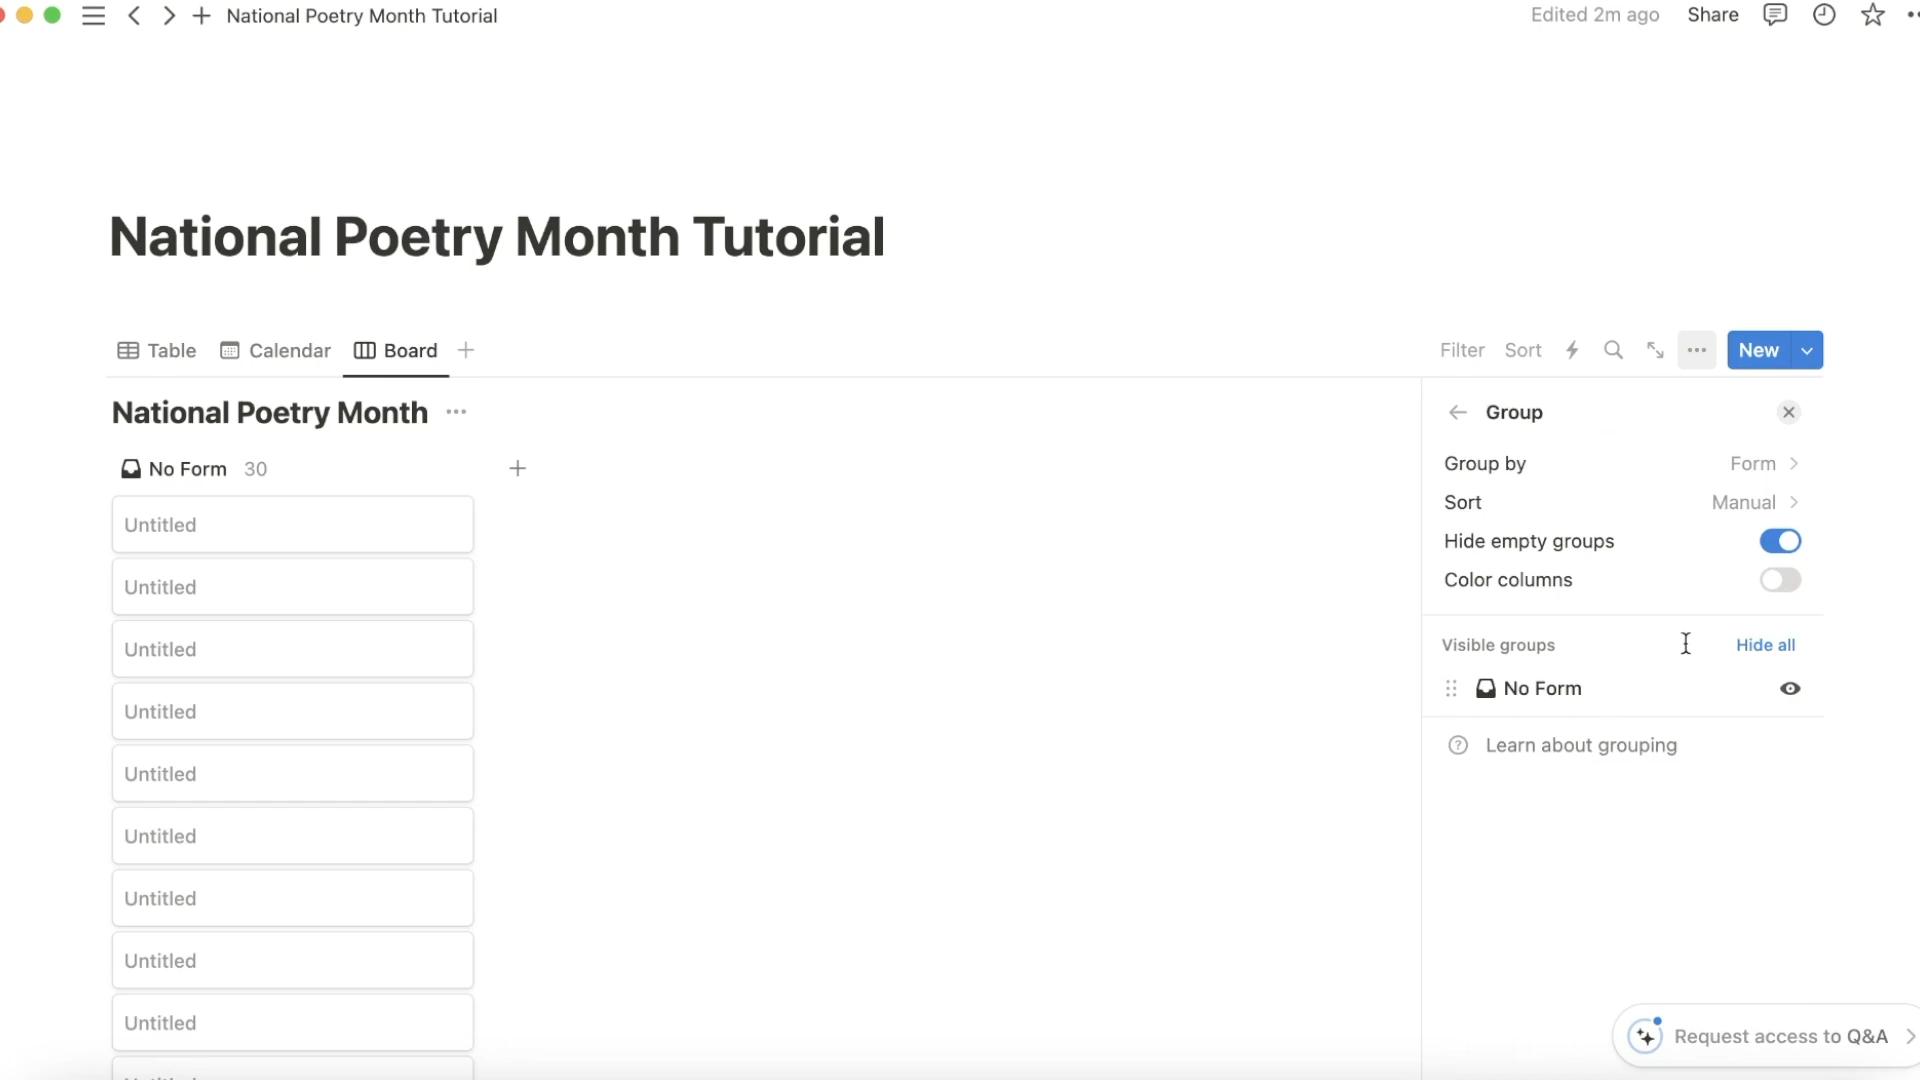 National Poetry Month Tutorial
Edited 2m ago Share
National Poetry Month Tutorial
Table Calendar Board
Filter Sort New
National Poetry Month
No Form 30
Untitled
Untitled
Untitled
Untitled
Untitled
Untitled
Untitled
Untitled
Untitled
Group
Group by Form
Sort Manual
Hide empty groups
Color columns
Visible groups Hide all
No Form
Learn about grouping
Request access to Q&A